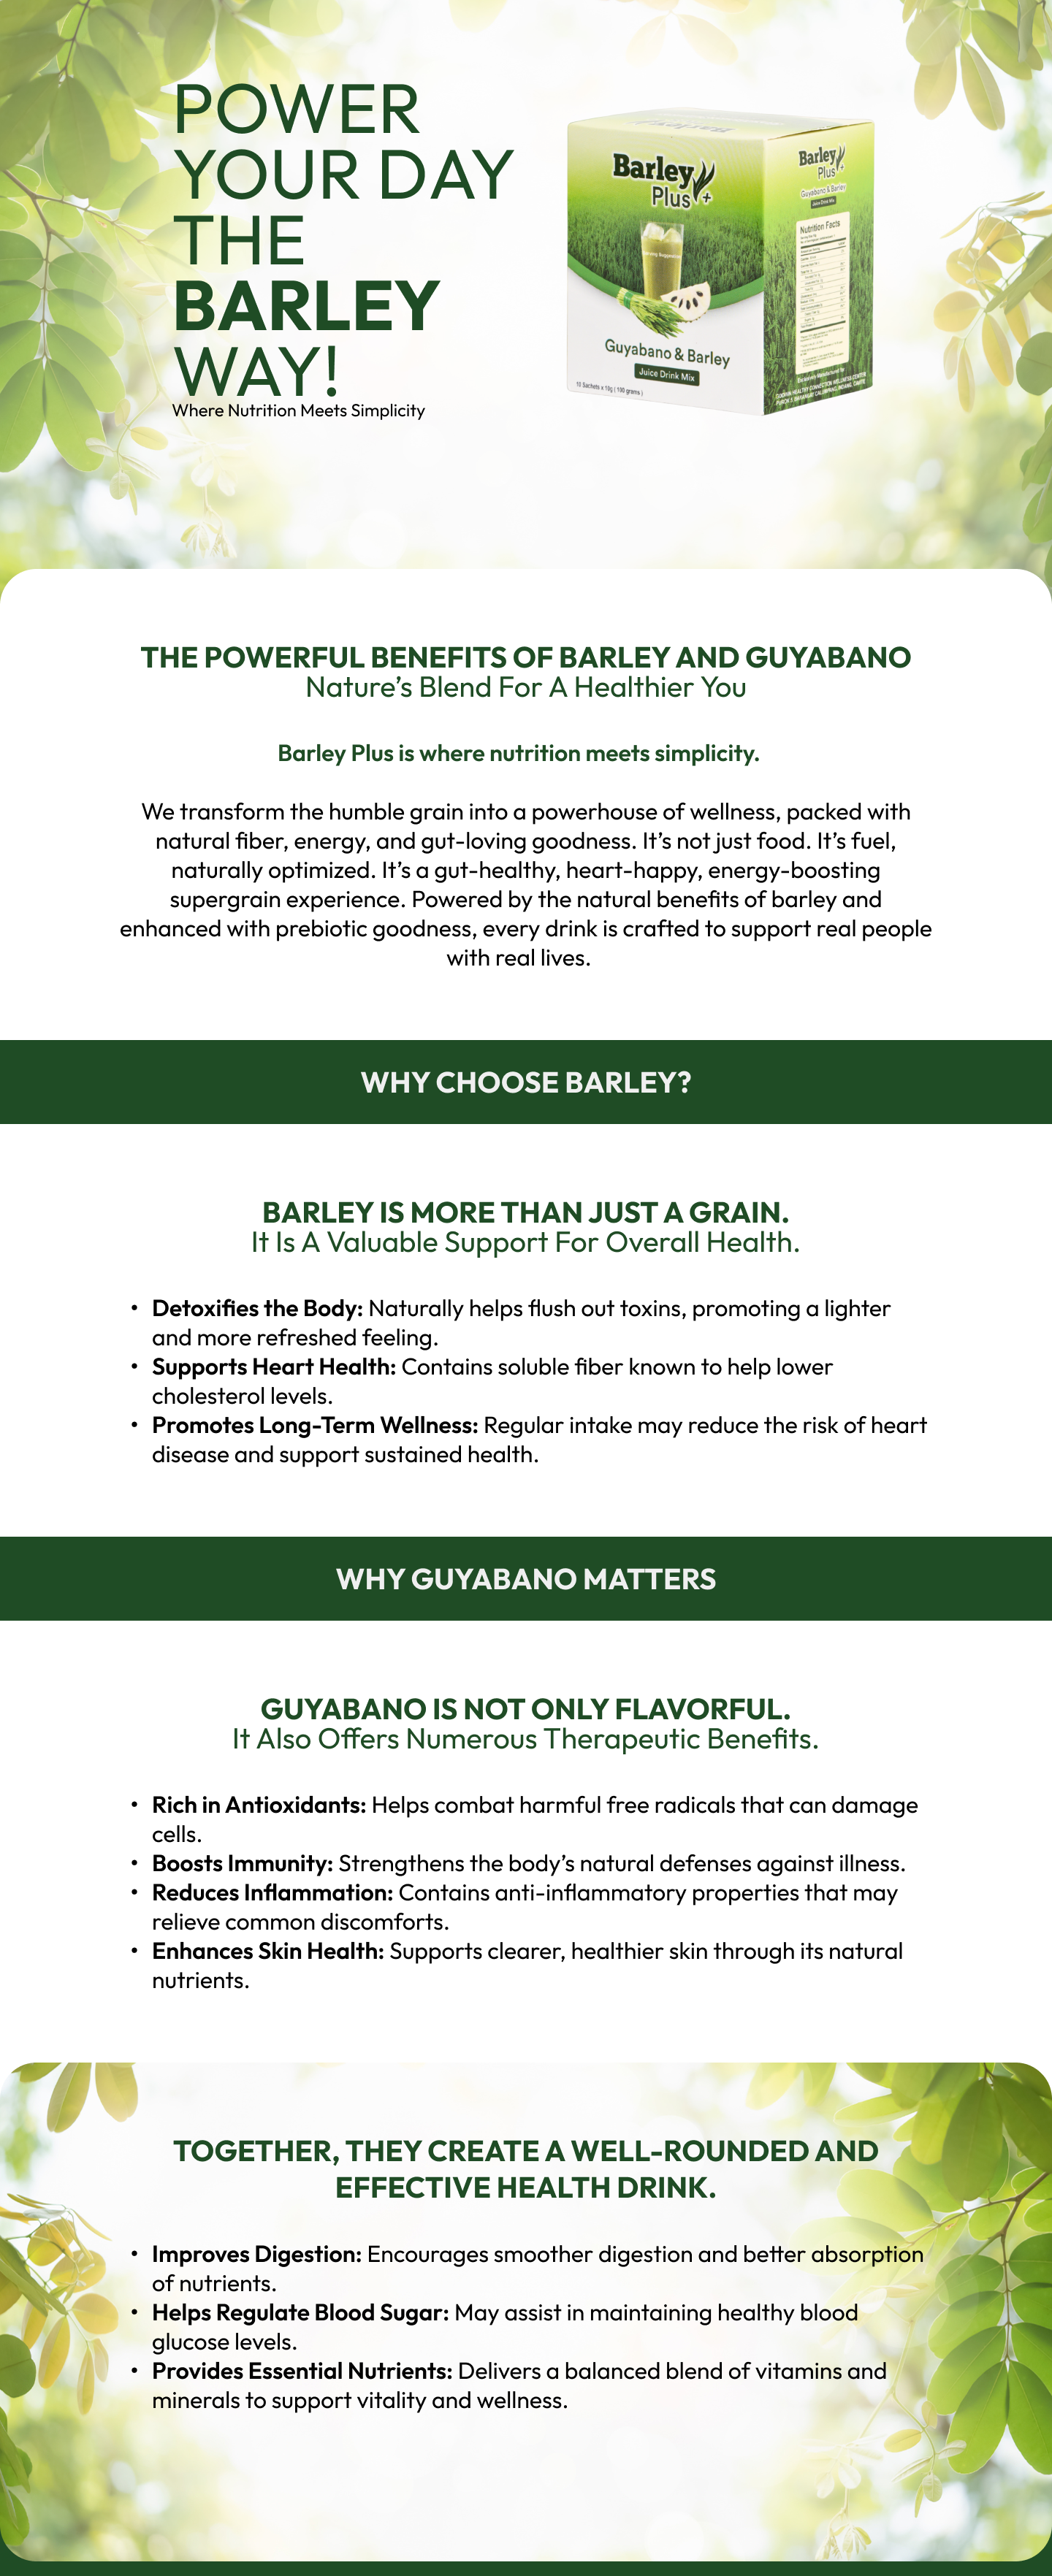 POWER
YOUR DAY
THE
BARLEY
WAY!
Where Nutrition Meets Simplicity
Barley
Plus+
Guyabano & Barley
Juice Drink Mix
10 Sachets x 10g ( 100 grams )
Barley
Plus+
Guyabano & Barley
Juice Drink Mix
Nutrition Facts
THE POWERFUL BENEFITS OF BARLEY AND GUYABANO
Nature’s Blend For A Healthier You
Barley Plus is where nutrition meets simplicity.
We transform the humble grain into a powerhouse of wellness, packed with
natural fiber, energy, and gut-loving goodness. It’s not just food. It’s fuel,
naturally optimized. It’s a gut-healthy, heart-happy, energy-boosting
supergrain experience. Powered by the natural benefits of barley and
enhanced with prebiotic goodness, every drink is crafted to support real people
with real lives.
WHY CHOOSE BARLEY?
BARLEY IS MORE THAN JUST A GRAIN.
It Is A Valuable Support For Overall Health.
• Detoxifies the Body: Naturally helps flush out toxins, promoting a lighter
and more refreshed feeling.
• Supports Heart Health: Contains soluble fiber known to help lower
cholesterol levels.
• Promotes Long-Term Wellness: Regular intake may reduce the risk of heart
disease and support sustained health.
WHY GUYABANO MATTERS
GUYABANO IS NOT ONLY FLAVORFUL.
It Also Offers Numerous Therapeutic Benefits.
• Rich in Antioxidants: Helps combat harmful free radicals that can damage
cells.
• Boosts Immunity: Strengthens the body’s natural defenses against illness.
• Reduces Inflammation: Contains anti-inflammatory properties that may
relieve common discomforts.
• Enhances Skin Health: Supports clearer, healthier skin through its natural
nutrients.
TOGETHER, THEY CREATE A WELL-ROUNDED AND
EFFECTIVE HEALTH DRINK.
• Improves Digestion: Encourages smoother digestion and better absorption
of nutrients.
• Helps Regulate Blood Sugar: May assist in maintaining healthy blood
glucose levels.
• Provides Essential Nutrients: Delivers a balanced blend of vitamins and
minerals to support vitality and wellness.